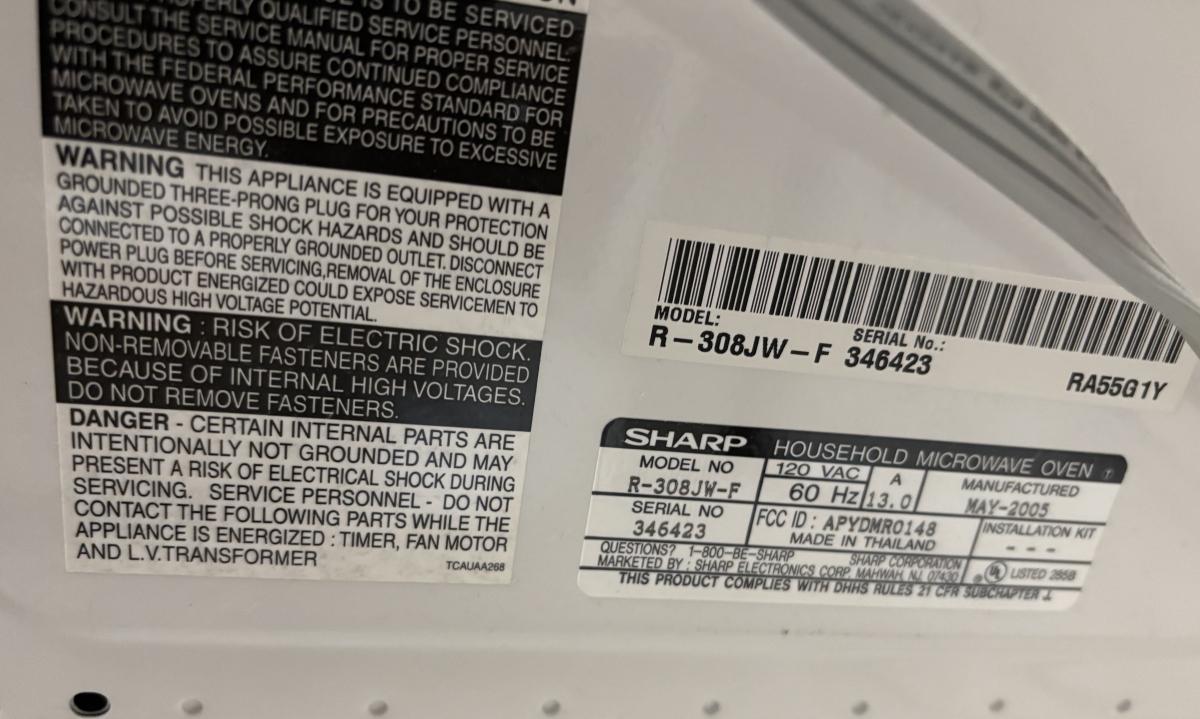 IS TO BE SERVICED
QUALIFIED SERVICE PERSONNEL.
CONSULT THE SERVICE MANUAL FOR PROPER SERVICE
PROCEDURES TO ASSURE CONTINUED COMPLIANCE
WITH THE FEDERAL PERFORMANCE STANDARD FOR
MICROWAVE OVENS AND FOR PRECAUTIONS TO BE
TAKEN TO AVOID POSSIBLE EXPOSURE TO EXCESSIVE
MICROWAVE ENERGY.
WARNING THIS APPLIANCE IS EQUIPPED WITH A
GROUNDED THREE-PRONG PLUG FOR YOUR PROTECTION
AGAINST POSSIBLE SHOCK HAZARDS AND SHOULD BE
CONNECTED TO A PROPERLY GROUNDED OUTLET. DISCONNECT
POWER PLUG BEFORE SERVICING,REMOVAL OF THE ENCLOSURE
WITH PRODUCT ENERGIZED COULD EXPOSE SERVICEMEN TO
HAZARDOUS HIGH VOLTAGE POTENTIAL.
WARNING : RISK OF ELECTRIC SHOCK.
NON-REMOVABLE FASTENERS ARE PROVIDED
BECAUSE OF INTERNAL HIGH VOLTAGES.
DO NOT REMOVE FASTENERS.
DANGER - CERTAIN INTERNAL PARTS ARE
INTENTIONALLY NOT GROUNDED AND MAY
PRESENT A RISK OF ELECTRICAL SHOCK DURING
SERVICING. SERVICE PERSONNEL - DO NOT
CONTACT THE FOLLOWING PARTS WHILE THE
APPLIANCE IS ENERGIZED : TIMER, FAN MOTOR
AND L.V.TRANSFORMER
TCAUAA268
MODEL:
R-308JW-F
SERIAL No.:
346423
RA55G1Y
SHARP HOUSEHOLD MICROWAVE OVEN
MODEL NO
R-308JW-F
120 VAC
60 Hz
A
13.0
MANUFACTURED
MAY-2005
SERIAL NO
346423
FCC ID : APYDMR0148
MADE IN THAILAND
INSTALLATION KIT
- - -
QUESTIONS? 1-800-BE-SHARP SHARP CORPORATION
MARKETED BY : SHARP ELECTRONICS CORP. MAHWAH, NJ, 07430
UL LISTED 285B
THIS PRODUCT COMPLIES WITH DHHS RULES 21 CFR SUBCHAPTER J.